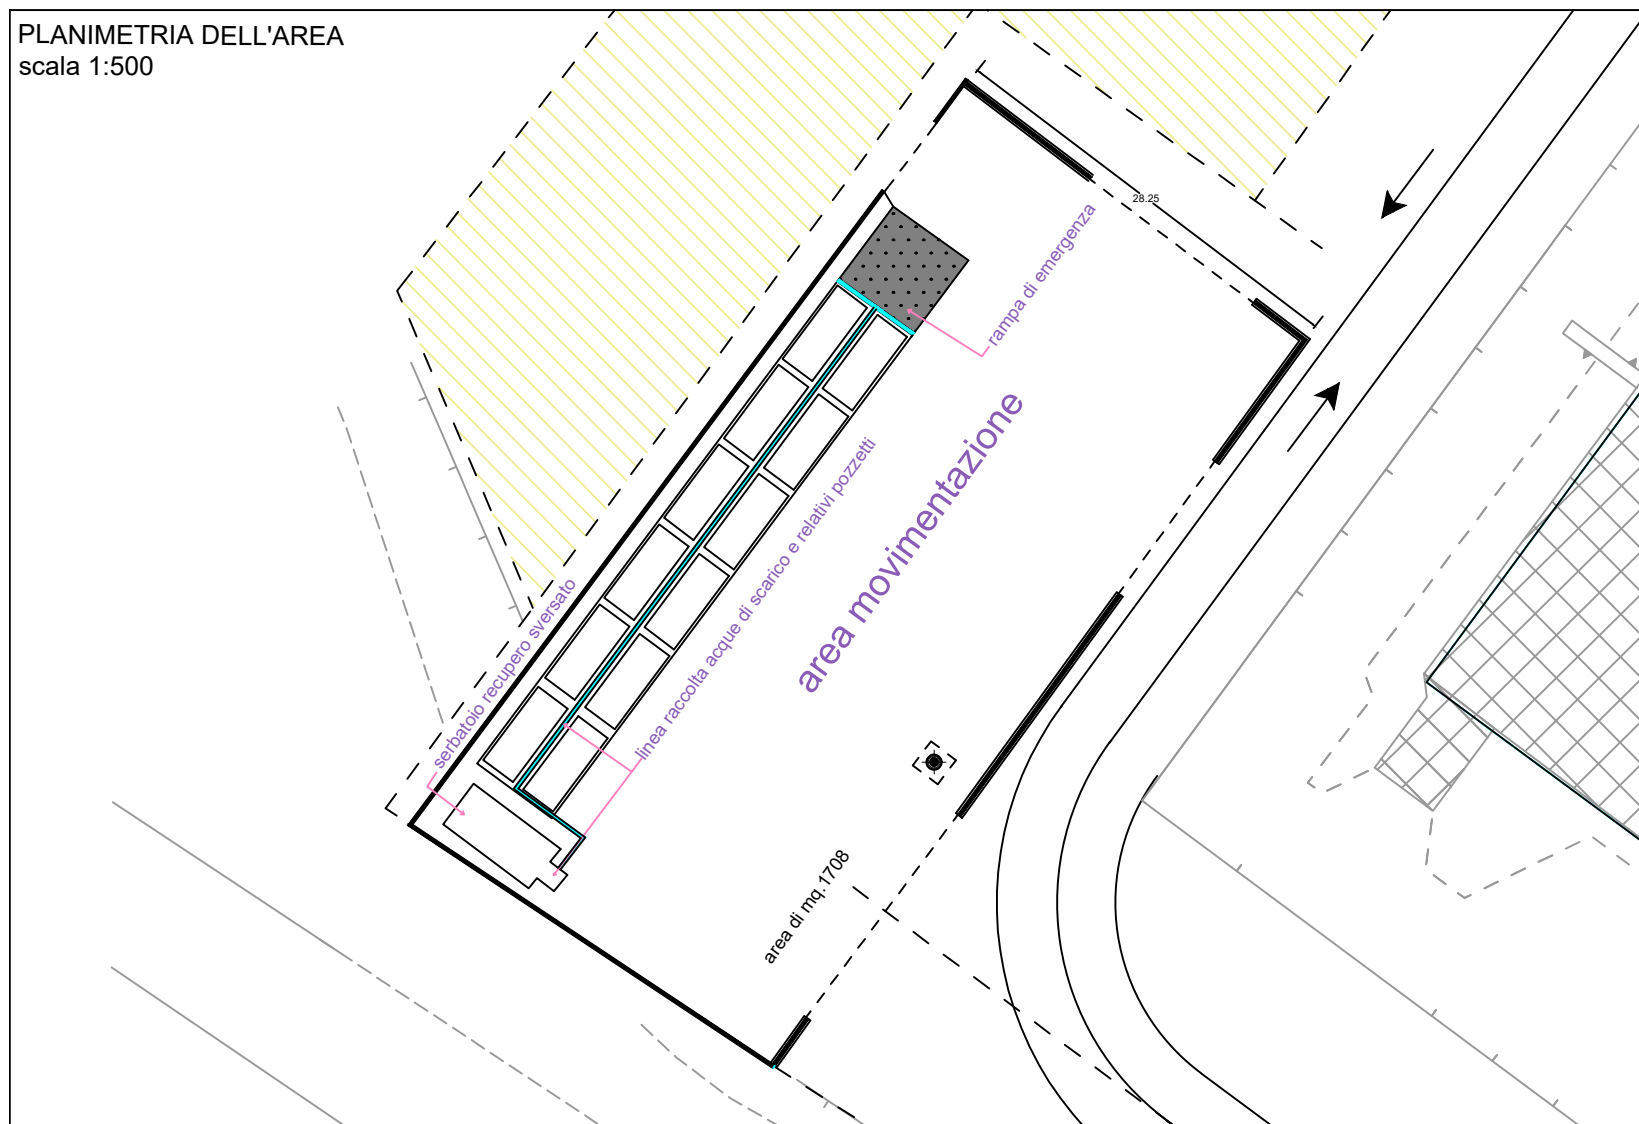 PLANIMETRIA DELL'AREA
scala 1:500
28.25
rampa di emergenza
area movimentazione
linea raccolta acque di scarico e relativi pozzetti
serbatoio recupero sversato
area di mq.1708